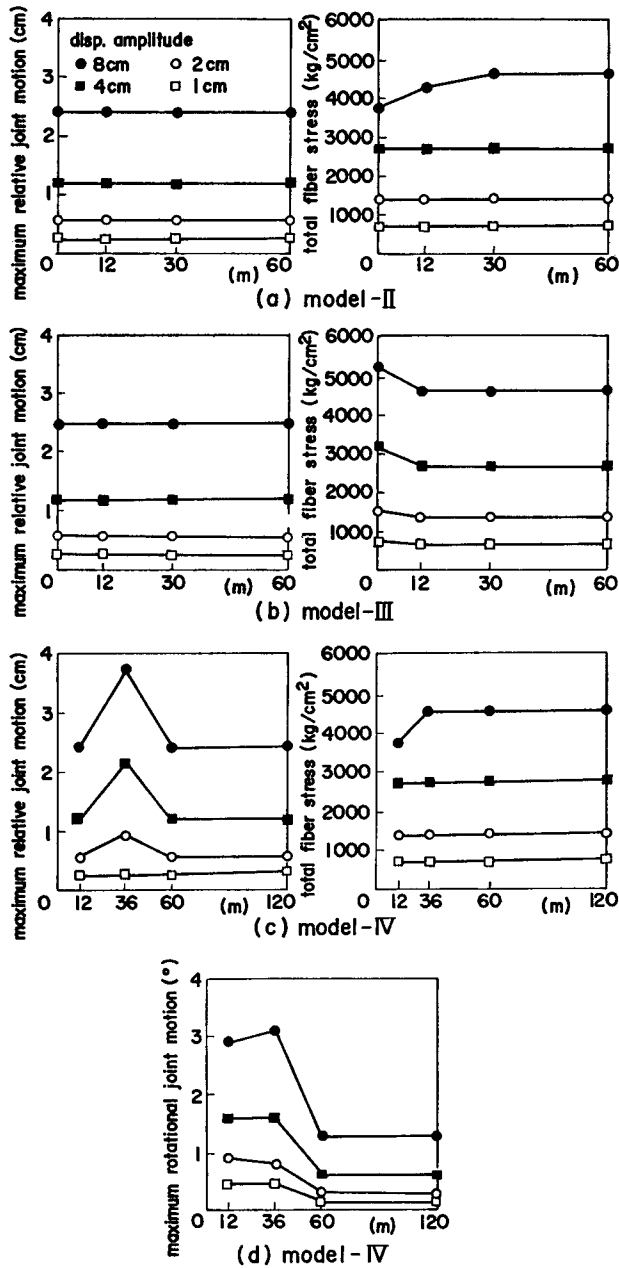 maximum relative joint motion (cm)
4
3
2
1
0
12
30
60
(m)
disp. amplitude
8cm
2cm
4cm
1cm
total fiber stress (kg/cm²)
6000
5000
4000
3000
2000
1000
0
12
30
60
(m)
(a) model-II
maximum relative joint motion (cm)
4
3
2
1
0
12
30
60
(m)
total fiber stress (kg/cm²)
6000
5000
4000
3000
2000
1000
0
12
30
60
(m)
(b) model-III
maximum relative joint motion (cm)
4
3
2
1
0
12
36
60
(m)
120
total fiber stress (kg/cm²)
6000
5000
4000
3000
2000
1000
0
12
36
60
(m)
120
(c) model-IV
maximum rotational joint motion (°)
4
3
2
1
0
12
36
60
(m)
120
(d) model-IV